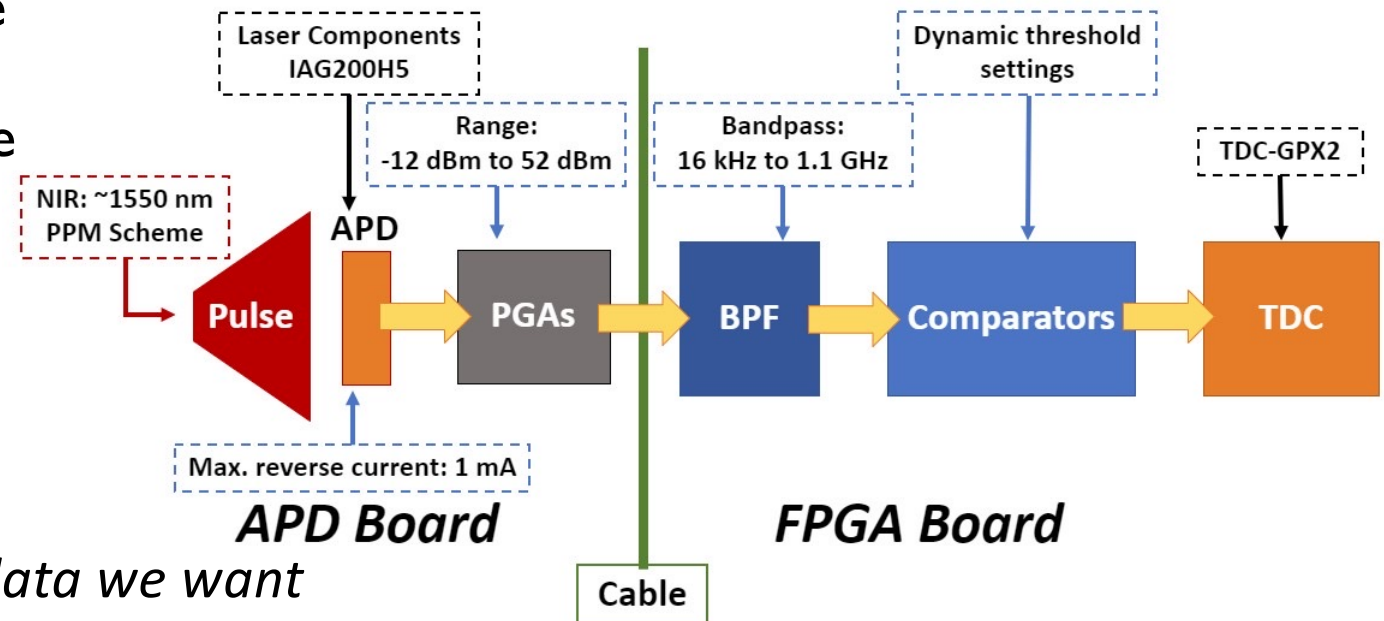 Laser Components
IAG200H5
Dynamic threshold
settings
Range:
-12 dBm to 52 dBm
Bandpass:
16 kHz to 1.1 GHz
TDC-GPX2
NIR: ~1550 nm
PPM Scheme
APD
Pulse
PGAs
BPF
Comparators
TDC
Max. reverse current: 1 mA
APD Board
FPGA Board
data we want
Cable